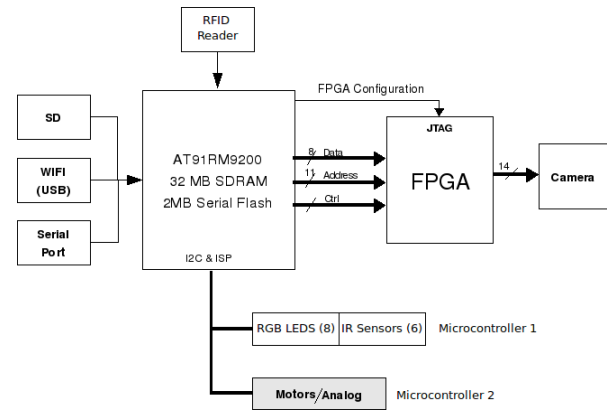 RFID
Reader
FPGA Configuration
SD
JTAG
AT91RM9200
32 MB SDRAM
2MB Serial Flash
8 Data
11 Address
Ctrl
FPGA
14
Camera
WIFI
(USB)
Serial
Port
I2C & ISP
RGB LEDS (8) IR Sensors (6) Microcontroller 1
Motors/Analog Microcontroller 2